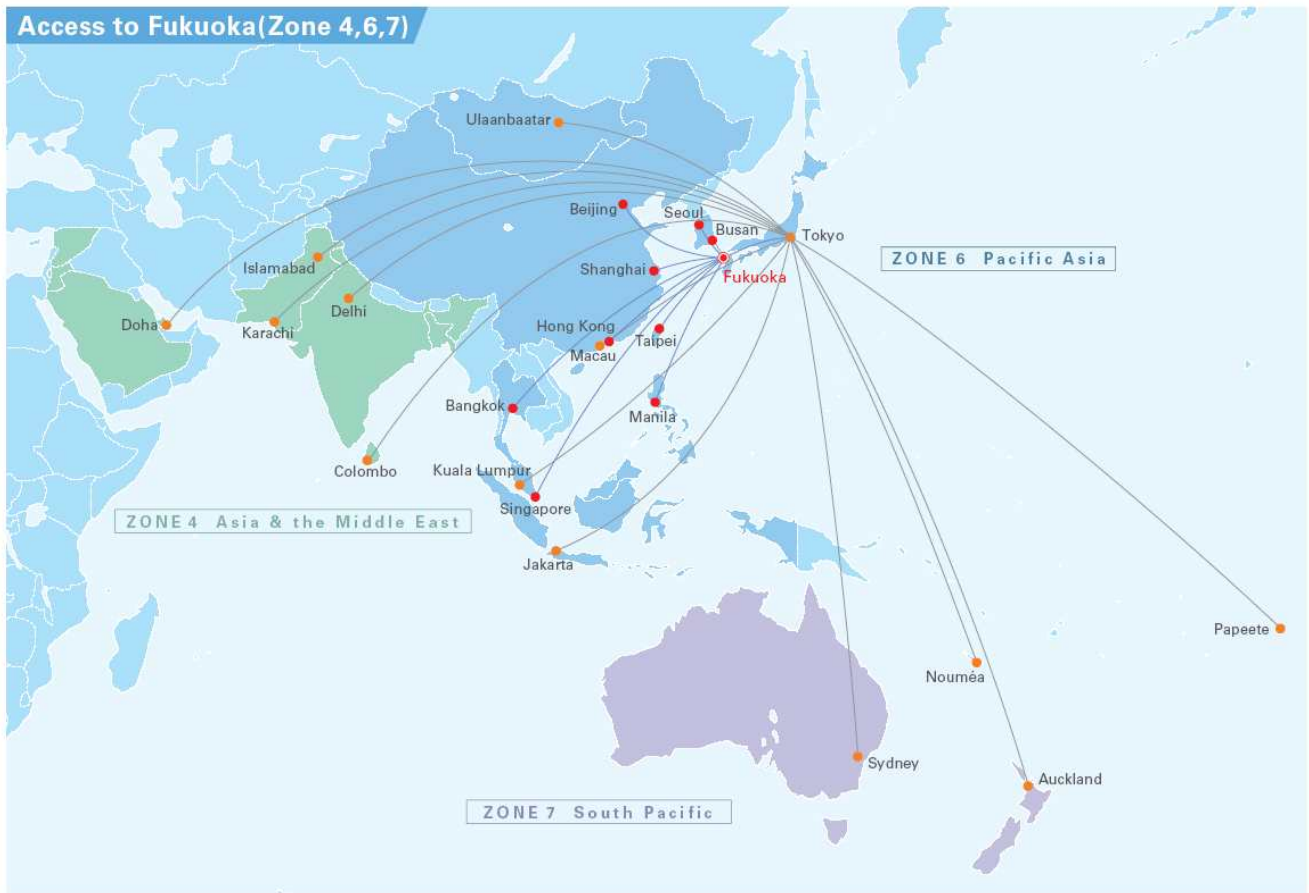 Access to Fukuoka(Zone 4,6,7)
Ulaanbaatar
Beijing
Seoul
Busan
Tokyo
ZONE 6 Pacific Asia
Islamabad
Shanghai
Fukuoka
Doha
Karachi
Delhi
Hong Kong
Macau
Taipei
Bangkok
Manila
Colombo
Kuala Lumpur
Singapore
ZONE 4 Asia & the Middle East
Jakarta
Papeete
Nouméa
Sydney
Auckland
ZONE 7 South Pacific